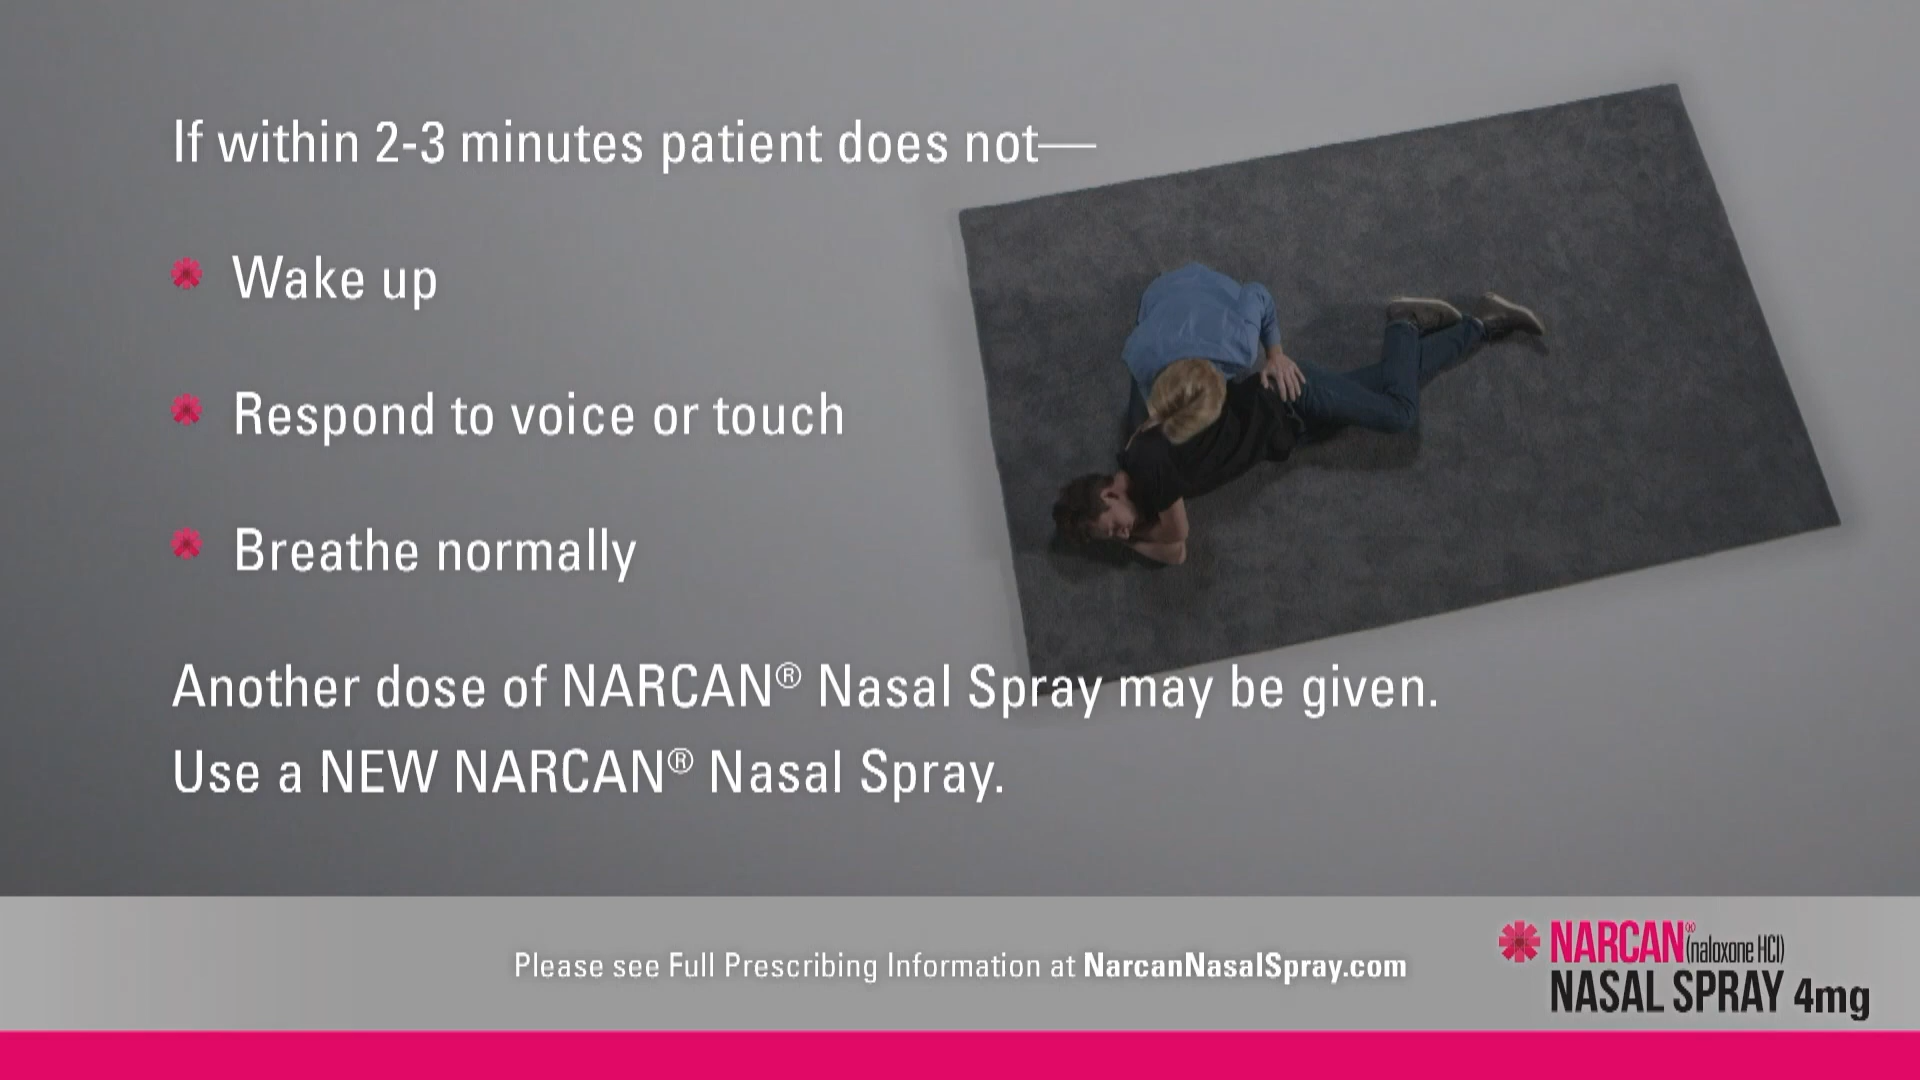 If within 2-3 minutes patient does not—
Wake up
Respond to voice or touch
Breathe normally
Another dose of NARCAN® Nasal Spray may be given.
Use a NEW NARCAN® Nasal Spray.
Please see Full Prescribing Information at NarcanNasalSpray.com
NARCAN® (naloxone HCl)
NASAL SPRAY 4mg